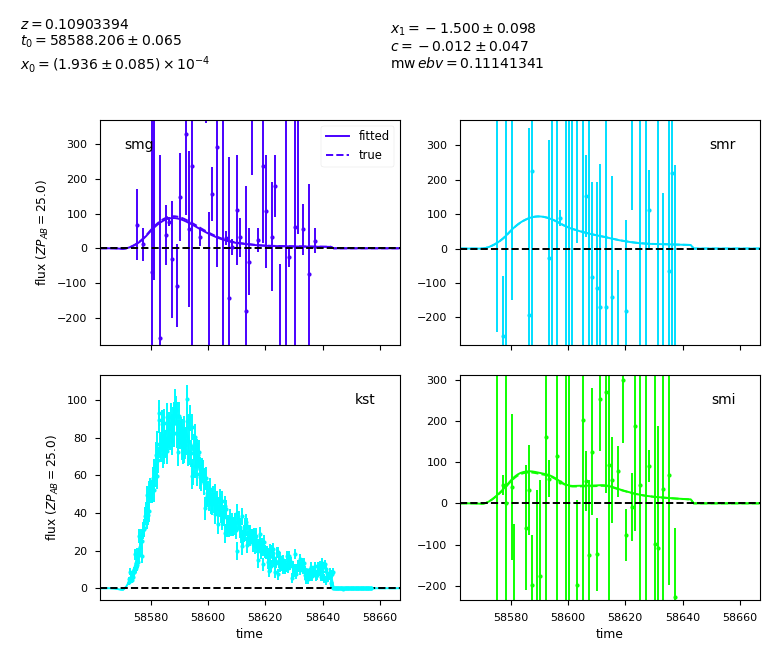 z = 0.10903394
t₀ = 58588.206 ± 0.065
x₀ = (1.936 ± 0.085) × 10⁻⁴
x₁ = −1.500 ± 0.098
c = −0.012 ± 0.047
mw ebv = 0.11141341
smg
fitted
true
300
200
100
0
−100
−200
flux (ZP_AB = 25.0)
smr
300
200
100
0
−100
−200
kst
100
80
60
40
20
0
flux (ZP_AB = 25.0)
58580 58600 58620 58640 58660
time
smi
300
200
100
0
−100
−200
58580 58600 58620 58640 58660
time